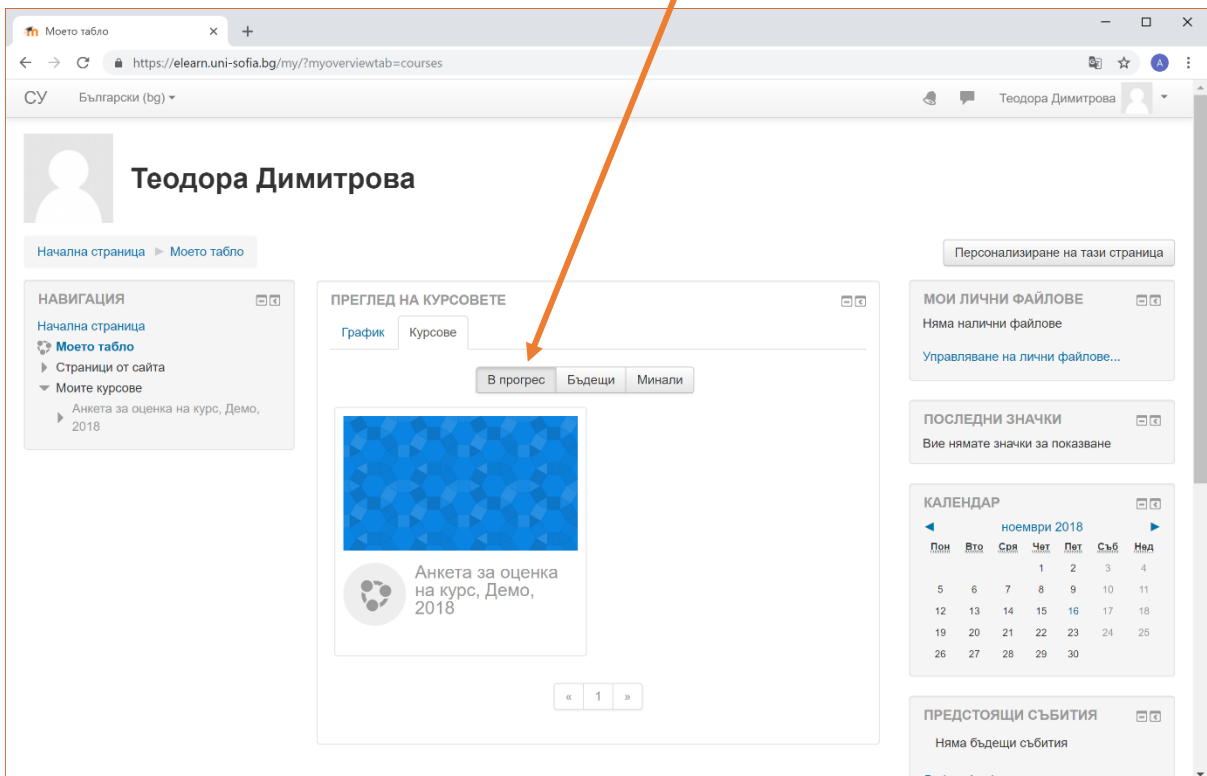 Моето табло
https://elearn.uni-sofia.bg/my/?myoverviewtab=courses
A
СУ Български (bg)
Теодора Димитрова
Теодора Димитрова
Начална страница Моето табло
Персонализиране на тази страница
НАВИГАЦИЯ
Начална страница
Моето табло
Страници от сайта
Моите курсове
Анкета за оценка на курс, Демо,
2018
ПРЕГЛЕД НА КУРСОВЕТЕ
График Курсове
В прогрес Бъдещи Минали
Анкета за оценка
на курс, Демо,
2018
« 1 »
МОИ ЛИЧНИ ФАЙЛОВЕ
Няма налични файлове
Управляване на лични файлове...
ПОСЛЕДНИ ЗНАЧКИ
Вие нямате значки за показване
КАЛЕНДАР
ноември 2018
Пон Вто Сря Чет Пет Съб Нед
1 2 3 4
5 6 7 8 9 10 11
12 13 14 15 16 17 18
19 20 21 22 23 24 25
26 27 28 29 30
ПРЕДСТОЯЩИ СЪБИТИЯ
Няма бъдещи събития